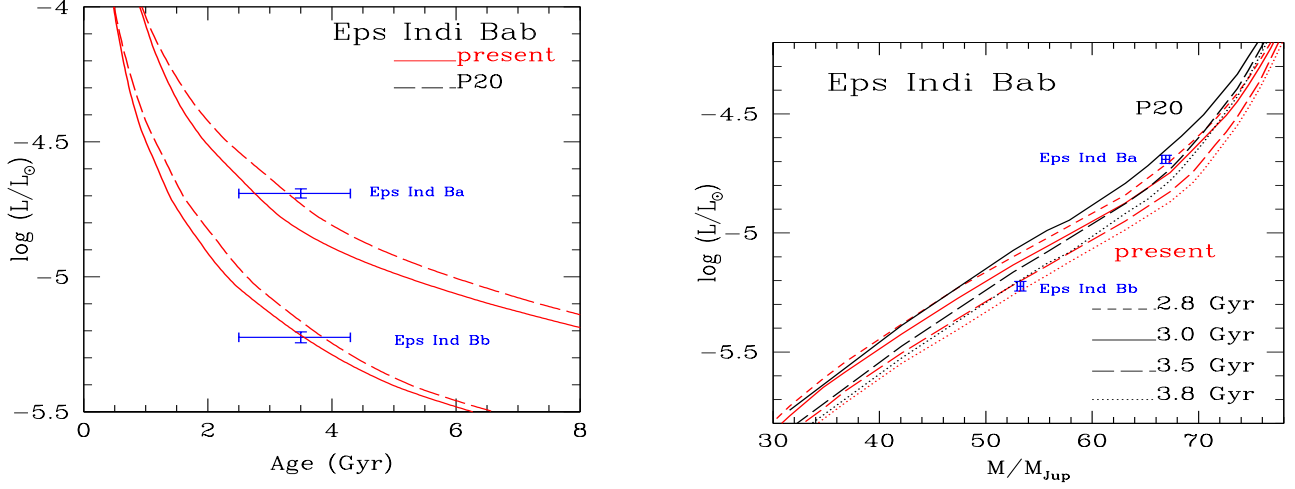 Eps Indi Bab
present
P20
Eps Ind Ba
Eps Ind Bb
log (L/L⊙)
-4
-4.5
-5
-5.5
0
2
4
6
8
Age (Gyr)
Eps Indi Bab
P20
Eps Ind Ba
present
Eps Ind Bb
2.8 Gyr
3.0 Gyr
3.5 Gyr
3.8 Gyr
log (L/L⊙)
-4.5
-5
-5.5
30
40
50
60
70
M/MJup